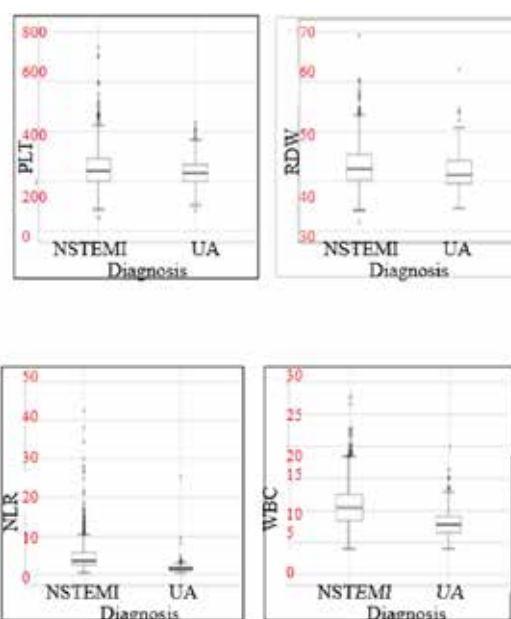 800
600
400
200
0
PLT
NSTEMI UA
Diagnosis
70
60
50
40
30
RDW
NSTEMI UA
Diagnosis
50
40
30
20
10
0
NLR
NSTEMI UA
Diagnosis
30
25
20
15
10
5
0
WBC
NSTEMI UA
Diagnosis